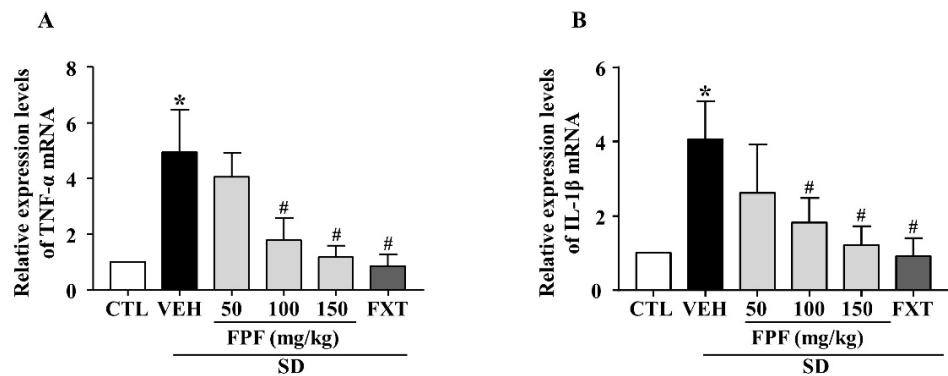 A
Relative expression levels
of TNF-α mRNA
8
6
4
2
0
*
#
#
#
CTL VEH 50 100 150 FXT
FPF (mg/kg)
SD
B
Relative expression levels
of IL-1β mRNA
6
4
2
0
*
#
#
#
CTL VEH 50 100 150 FXT
FPF (mg/kg)
SD